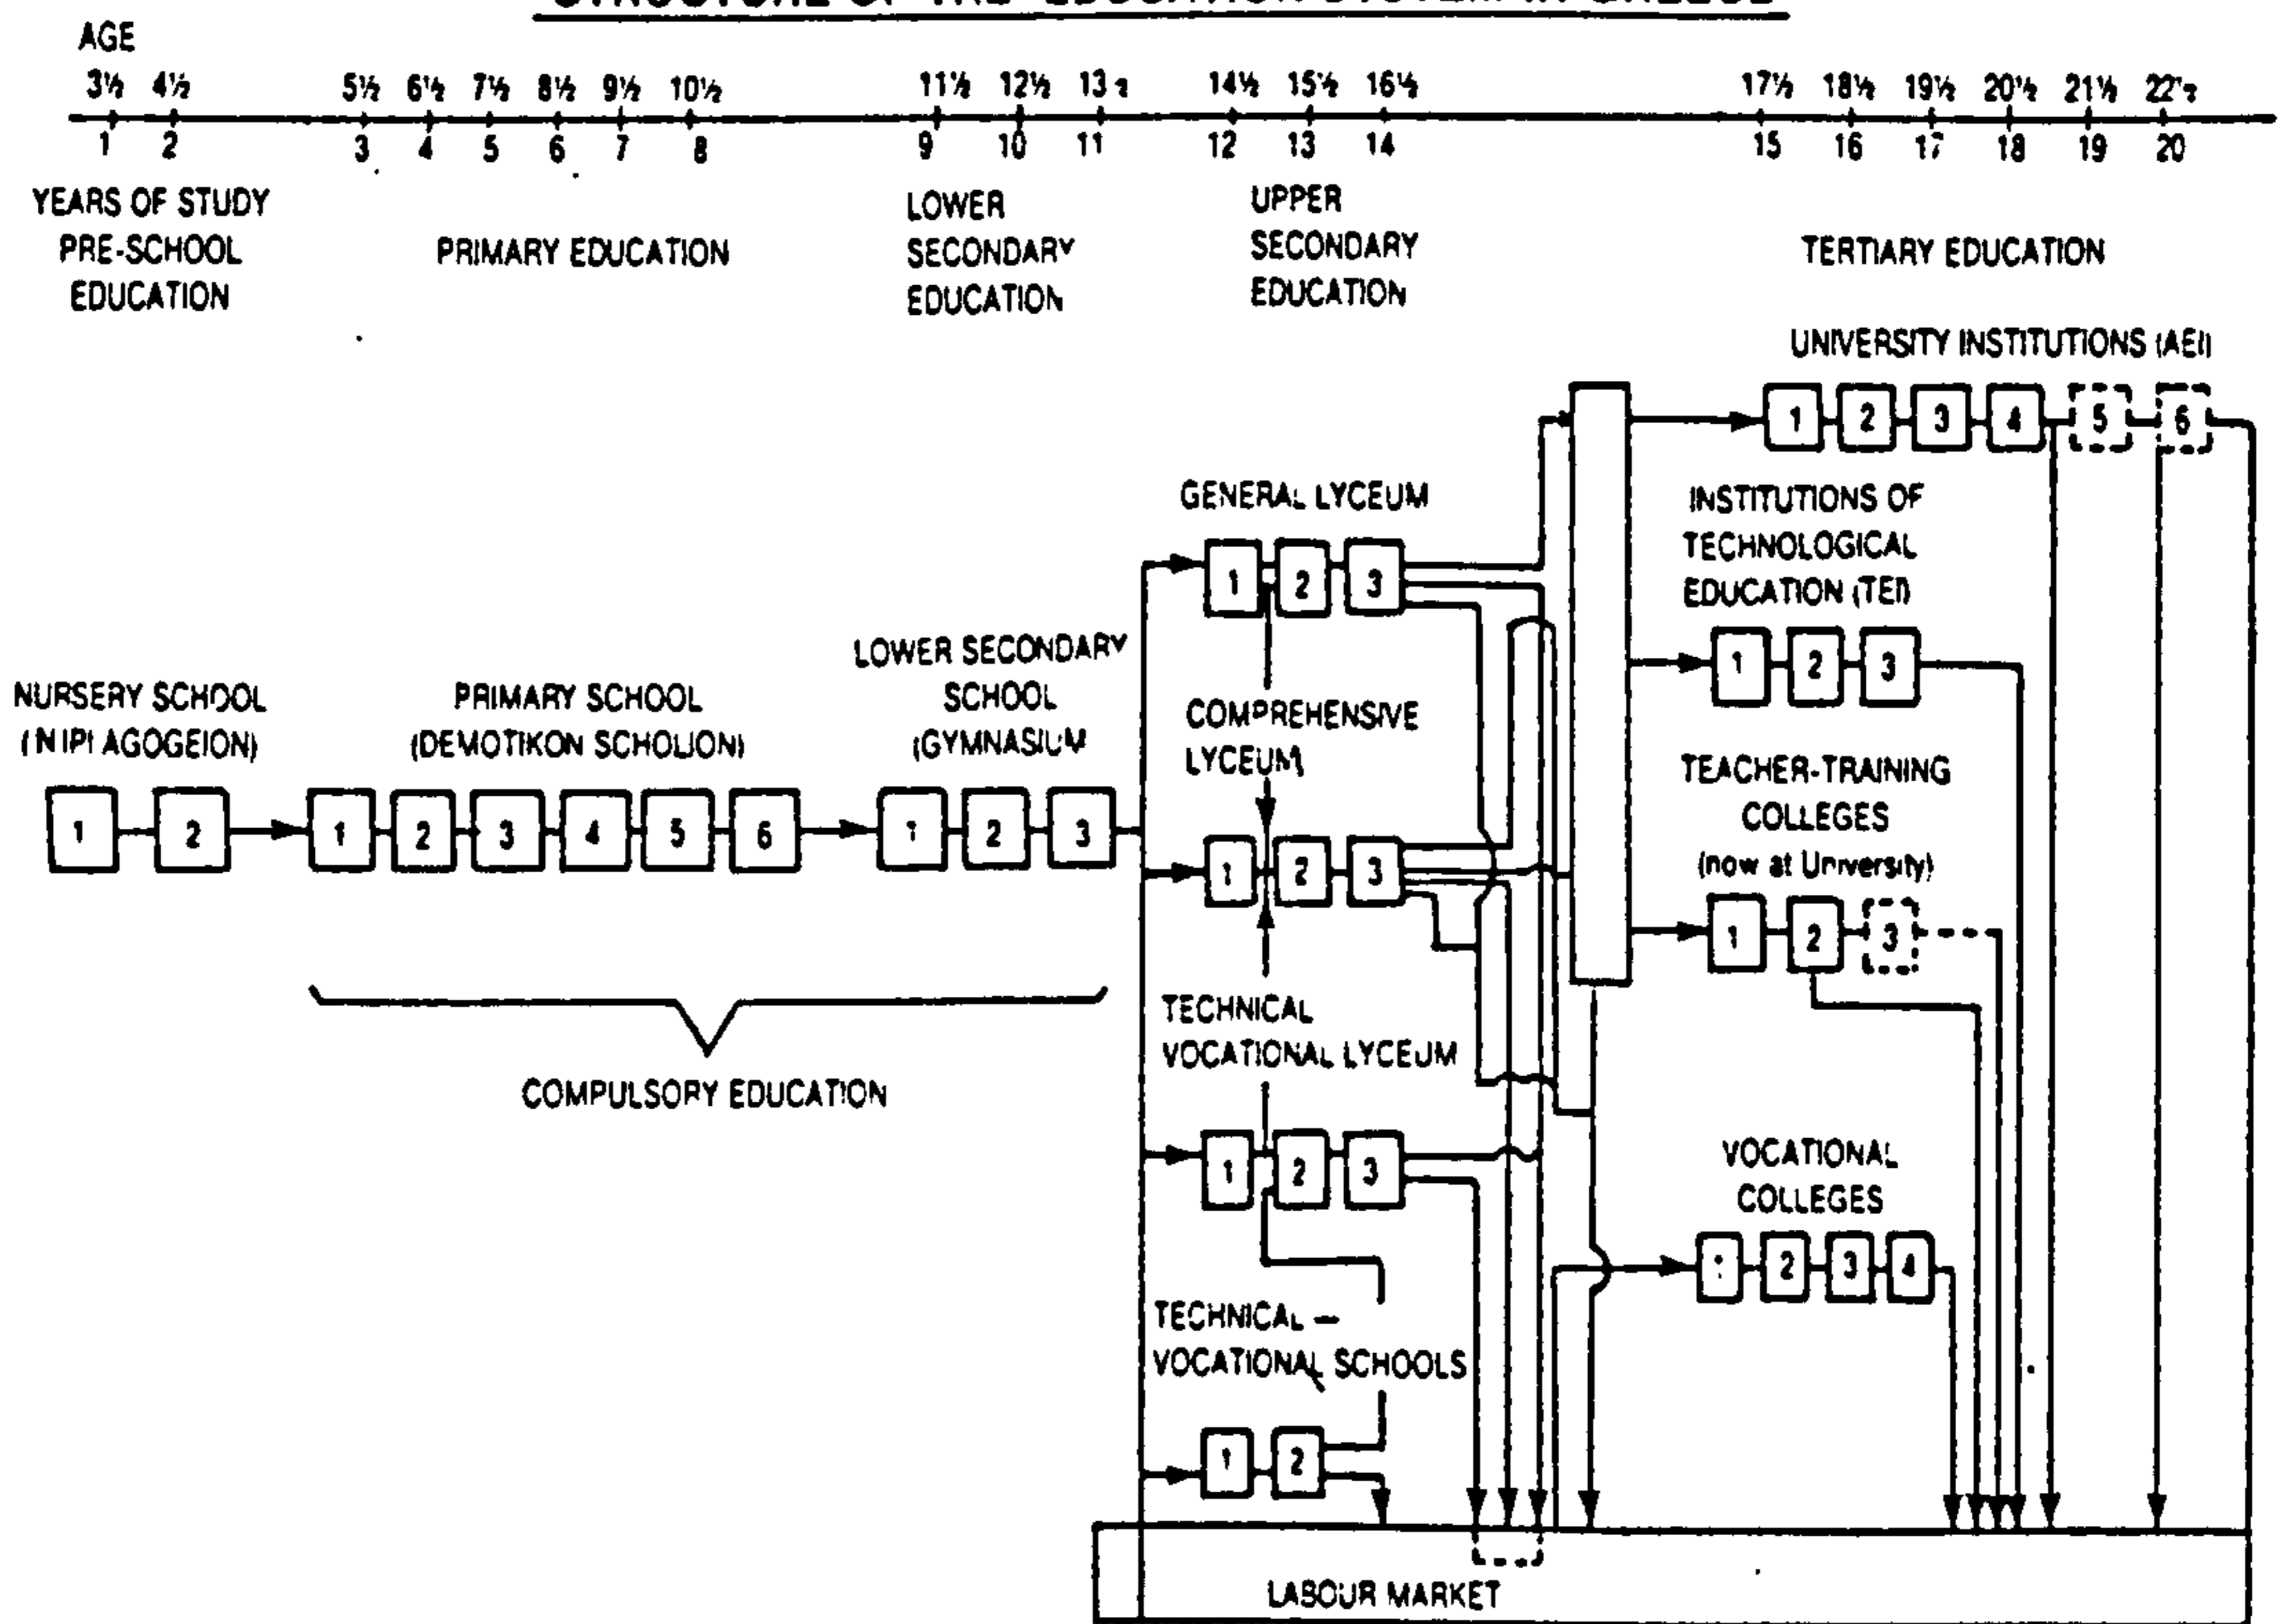 AGE
3½ 4½ 5½ 6½ 7½ 8½ 9½ 10½ 11½ 12½ 13½ 14½ 15½ 16½ 17½ 18½ 19½ 20½ 21½ 22½
1 2 3 4 5 6 7 8 9 10 11 12 13 14 15 16 17 18 19 20
YEARS OF STUDY
PRE-SCHOOL
EDUCATION
PRIMARY EDUCATION
LOWER
SECONDARY
EDUCATION
UPPER
SECONDARY
EDUCATION
TERTIARY EDUCATION
UNIVERSITY INSTITUTIONS (AEI)
1 2 3 4 5 6
GENERAL LYCEUM
1 2 3
INSTITUTIONS OF
TECHNOLOGICAL
EDUCATION (TEI)
1 2 3
NURSERY SCHOOL
(NIPI AGOGEION)
1 2
PRIMARY SCHOOL
(DEMOTIKON SCHOLION)
1 2 3 4 5 6
LOWER SECONDARY
SCHOOL
(GYMNASIUM
1 2 3
COMPREHENSIVE
LYCEUM
1 2 3
TEACHER-TRAINING
COLLEGES
(now at University)
1 2 3
COMPULSORY EDUCATION
TECHNICAL
VOCATIONAL LYCEUM
1 2 3
VOCATIONAL
COLLEGES
1 2 3 4
TECHNICAL –
VOCATIONAL SCHOOLS
1 2
LABOUR MARKET